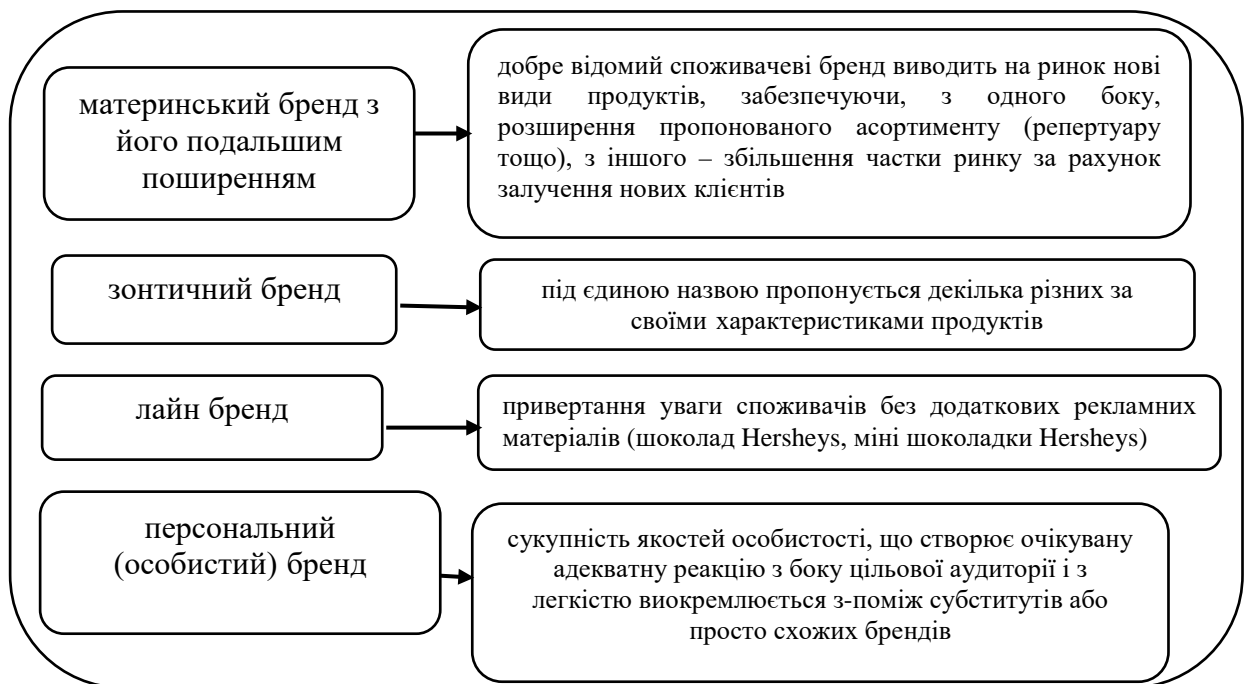 материнський бренд з
його подальшим
поширенням
добре відомий споживачеві бренд виводить на ринок нові
види продуктів, забезпечуючи, з одного боку,
розширення пропонованого асортименту (репертуару
тощо), з іншого – збільшення частки ринку за рахунок
залучення нових клієнтів
зонтичний бренд
під єдиною назвою пропонується декілька різних за
своїми характеристиками продуктів
лайн бренд
привертання уваги споживачів без додаткових рекламних
матеріалів (шоколад Hersheys, міні шоколадки Hersheys)
персональний
(особистий) бренд
сукупність якостей особистості, що створює очікувану
адекватну реакцію з боку цільової аудиторії і з
легкістю виокремлюється з-поміж субститутів або
просто схожих брендів